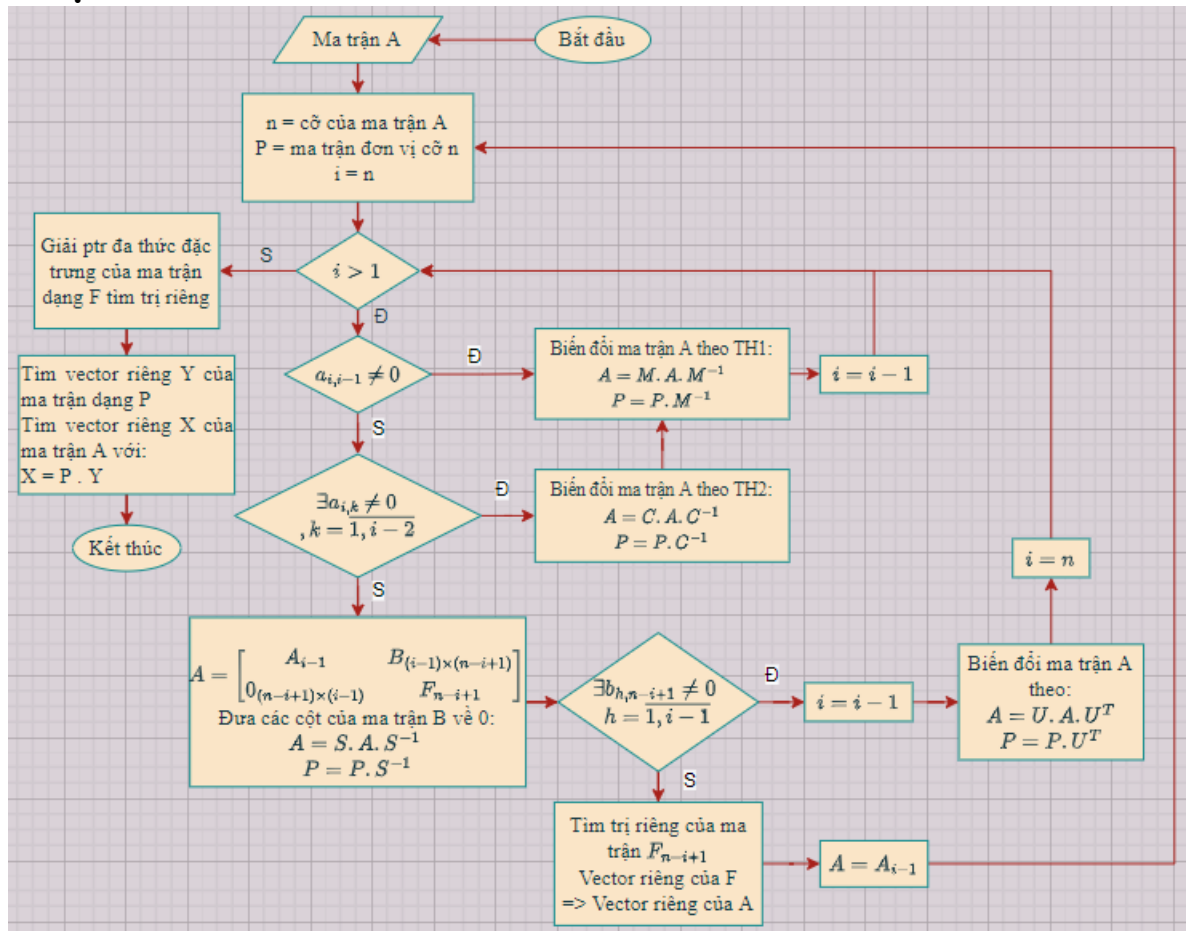 Bắt đầu
Ma trận A
n = cỡ của ma trận A
P = ma trận đơn vị cỡ n
i = n
i > 1
S
Giải ptr đa thức đặc
trưng của ma trận
dạng F tìm trị riêng
Tìm vector riêng Y của
ma trận dạng P
Tìm vector riêng X của
ma trận A với:
X = P . Y
Kết thúc
Đ
a_{i,i-1} ≠ 0
Đ
Biến đổi ma trận A theo TH1:
A = M. A. M^{-1}
P = P. M^{-1}
i = i − 1
S
∃a_{i,k} ≠ 0
, k = \overline{1, i − 2}
Đ
Biến đổi ma trận A theo TH2:
A = C. A. C^{-1}
P = P. C^{-1}
S
A = [ A_{i-1} B_{(i-1)×(n-i+1)}
0_{(n-i+1)×(i-1)} F_{n-i+1} ]
Đưa các cột của ma trận B về 0:
A = S. A. S^{-1}
P = P. S^{-1}
∃b_{h,n-i+1} ≠ 0
h = \overline{1, i − 1}
Đ
i = i − 1
Biến đổi ma trận A
theo:
A = U. A. U^T
P = P. U^T
i = n
S
Tìm trị riêng của ma
trận F_{n-i+1}
Vector riêng của F
=> Vector riêng của A
A = A_{i-1}